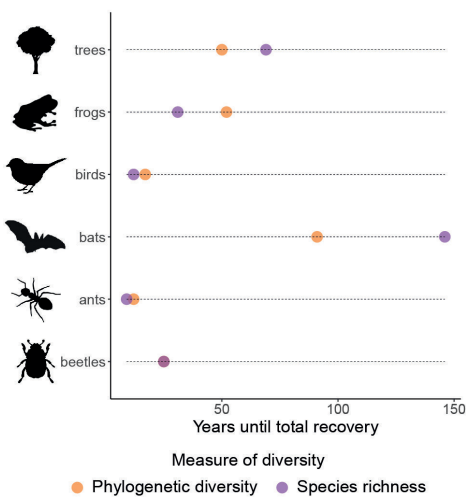 trees
frogs
birds
bats
ants
beetles
50 100 150
Years until total recovery
Measure of diversity
Phylogenetic diversity Species richness